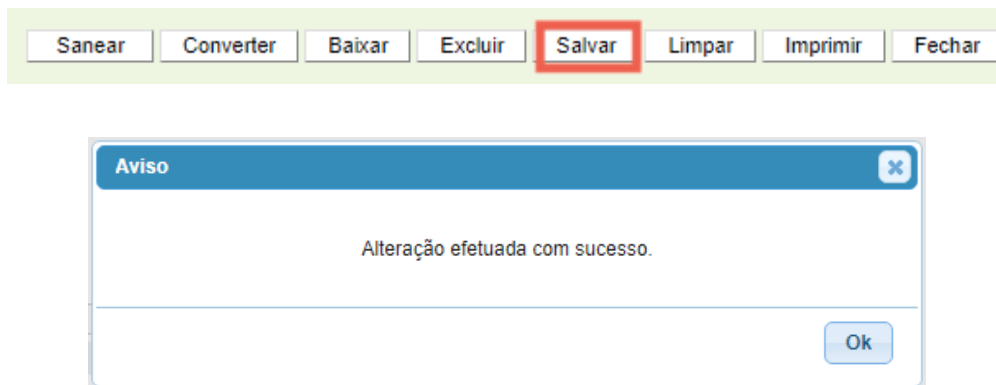 Sanear Converter Baixar Excluir Salvar Limpar Imprimir Fechar
Aviso
Alteração efetuada com sucesso.
Ok